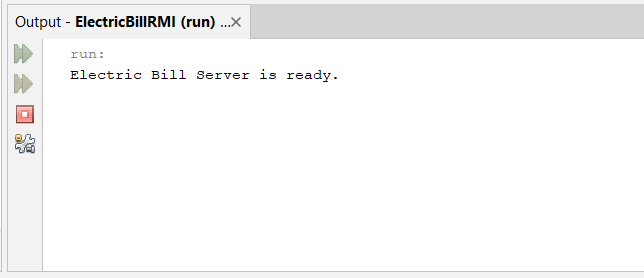 Output - ElectricBillRMI (run) ...×
run:
Electric Bill Server is ready.